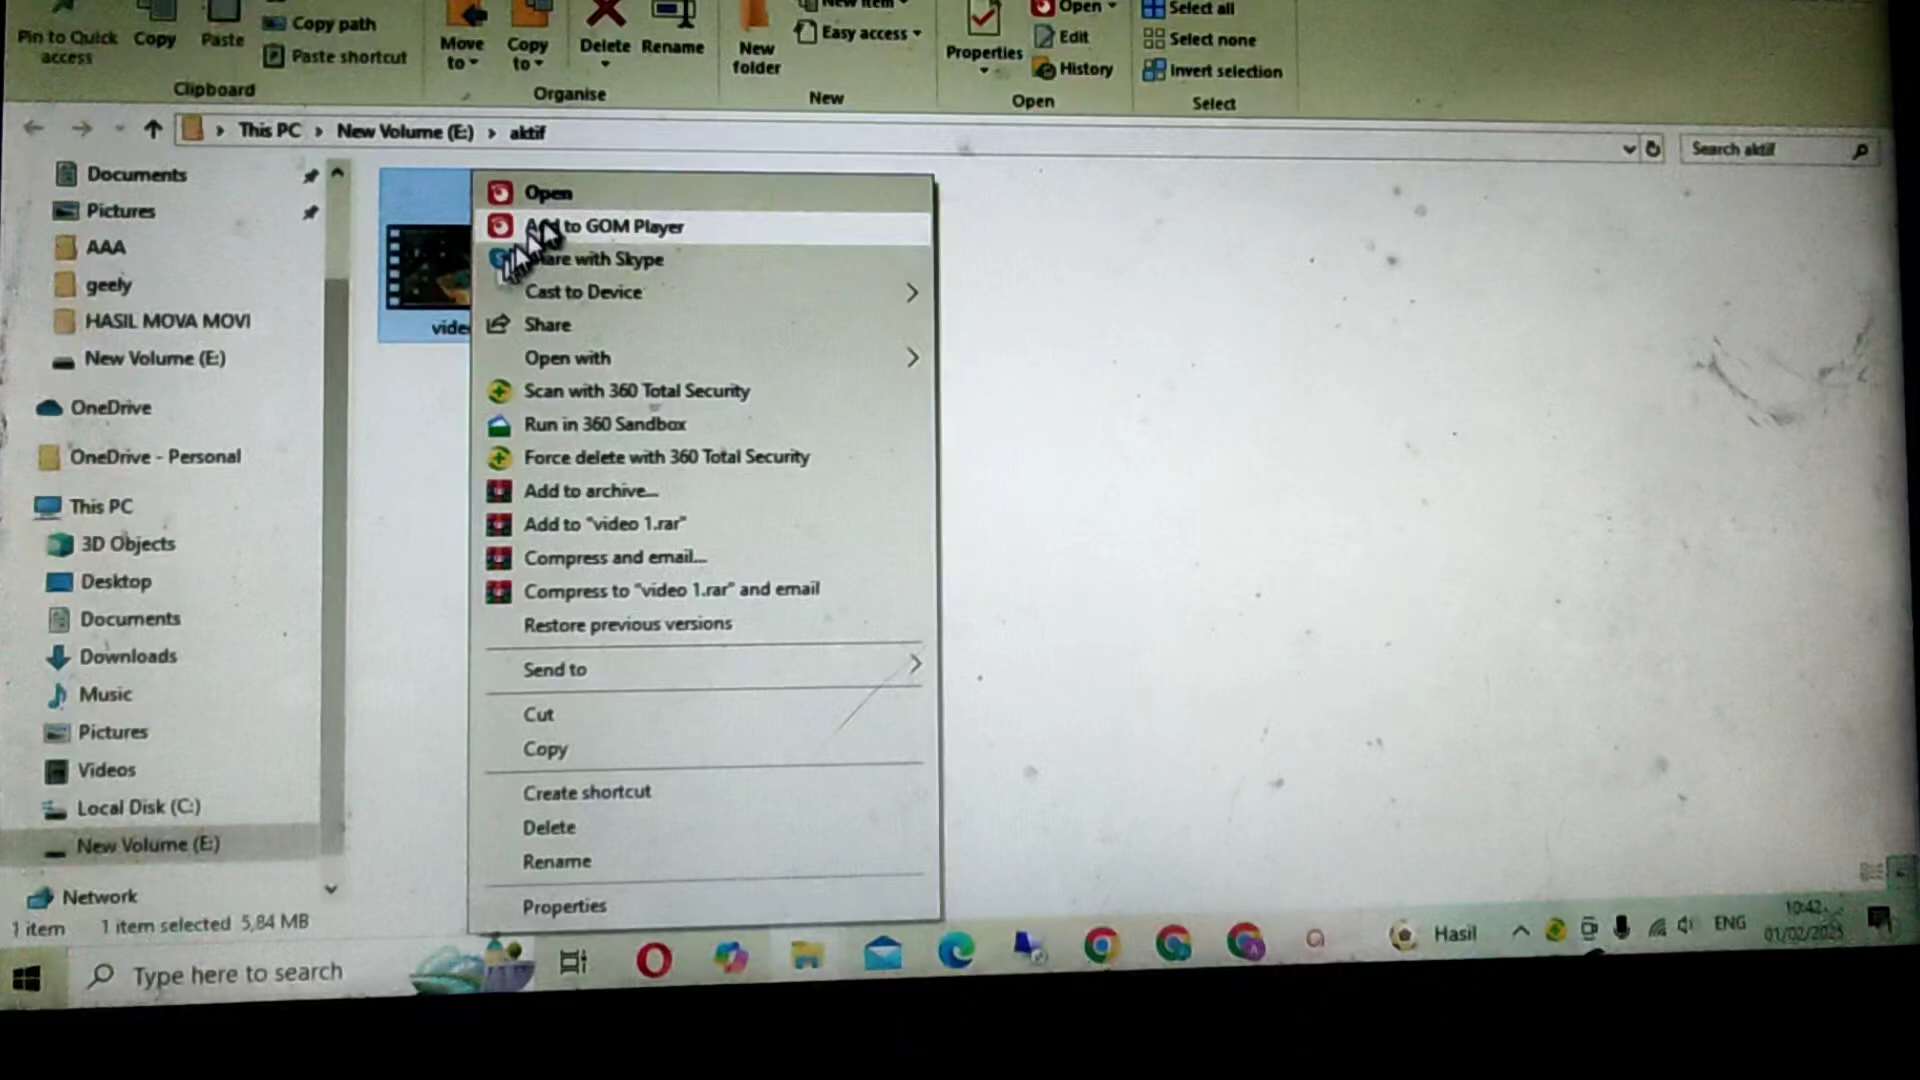 Pin to Quick access
Copy
Paste
Copy path
Paste shortcut
Clipboard
Move to
Copy to
Delete
Rename
Organise
New folder
New item
Easy access
New
Properties
Open
Edit
History
Open
Select all
Select none
Invert selection
Select
This PC > New Volume (E:) > aktif
Search aktif
Documents
Pictures
AAA
geely
HASIL MOVA MOVI
New Volume (E:)
OneDrive
OneDrive - Personal
This PC
3D Objects
Desktop
Documents
Downloads
Music
Pictures
Videos
Local Disk (C:)
New Volume (E:)
Network
Open
Add to GOM Player
Share with Skype
Cast to Device
Share
Open with
Scan with 360 Total Security
Run in 360 Sandbox
Force delete with 360 Total Security
Add to archive...
Add to "video 1.rar"
Compress and email...
Compress to "video 1.rar" and email
Restore previous versions
Send to
Cut
Copy
Create shortcut
Delete
Rename
Properties
1 item
1 item selected 5,84 MB
Type here to search
Hasil
ENG
10:42
01/02/2025